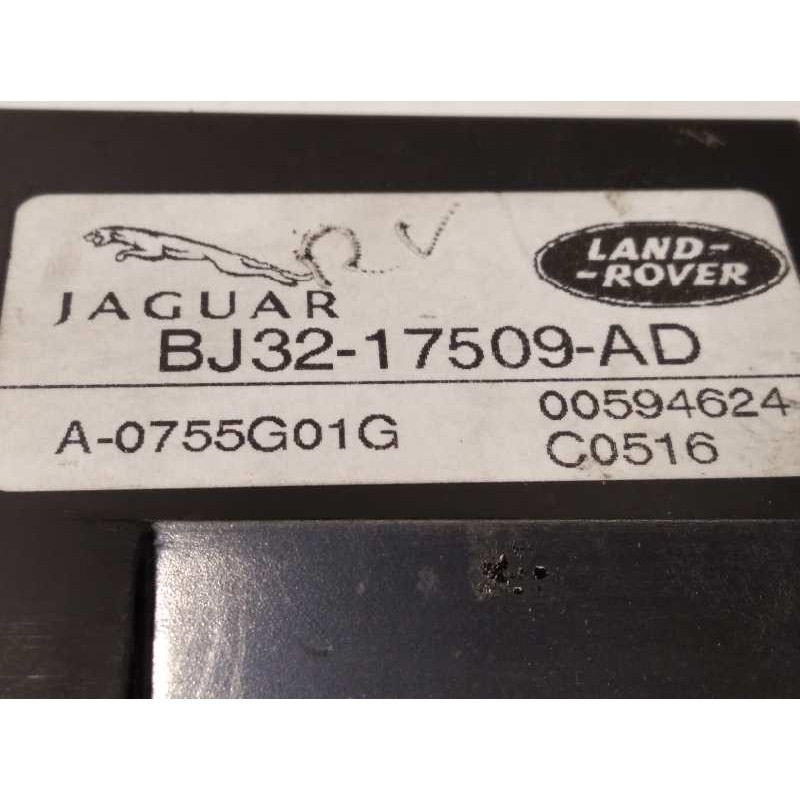 JAGUAR
LAND-
-ROVER
BJ32-17509-AD
A-0755G01G
00594624
C0516